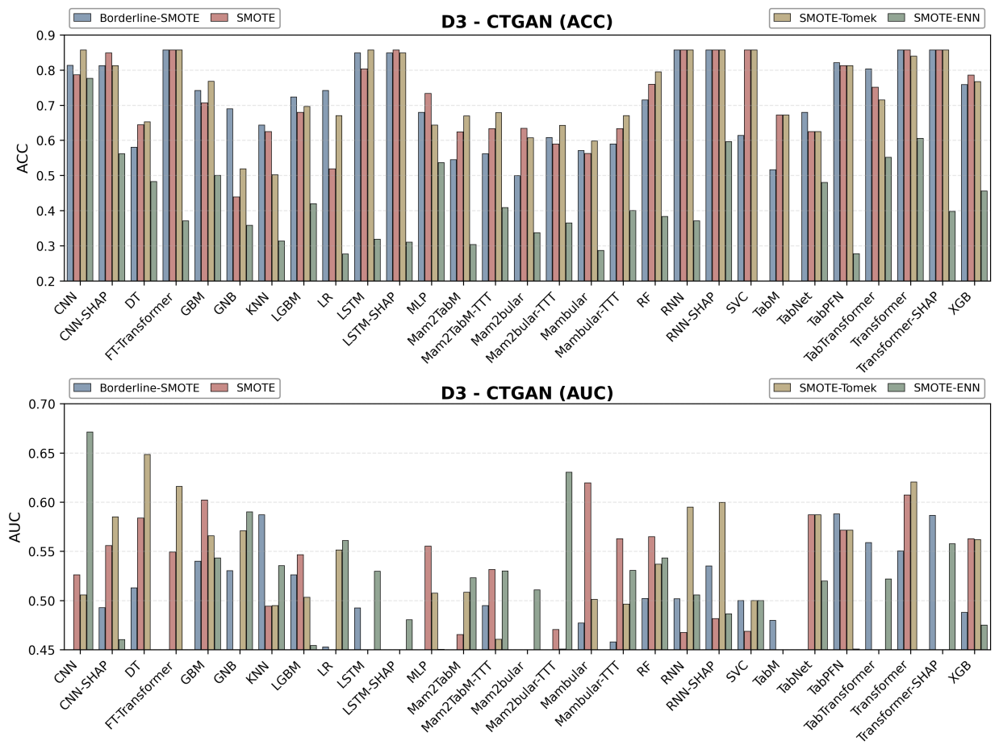 Borderline-SMOTE SMOTE D3 - CTGAN (ACC) SMOTE-Tomek SMOTE-ENN
0.9
0.8
0.7
0.6
0.5
0.4
0.3
0.2
ACC
CNN CNN-SHAP DT FT-Transformer GBM GNB KNN LGBM LR LSTM LSTM-SHAP MLP Mam2TabM Mam2TabM-TTT Mam2bular Mam2bular-TTT Mambular Mambular-TTT RF RNN RNN-SHAP SVC TabM TabNet TabPFN TabTransformer Transformer Transformer-SHAP XGB
Borderline-SMOTE SMOTE D3 - CTGAN (AUC) SMOTE-Tomek SMOTE-ENN
0.70
0.65
0.60
0.55
0.50
0.45
AUC
CNN CNN-SHAP DT FT-Transformer GBM GNB KNN LGBM LR LSTM LSTM-SHAP MLP Mam2TabM Mam2TabM-TTT Mam2bular Mam2bular-TTT Mambular Mambular-TTT RF RNN RNN-SHAP SVC TabM TabNet TabPFN TabTransformer Transformer Transformer-SHAP XGB